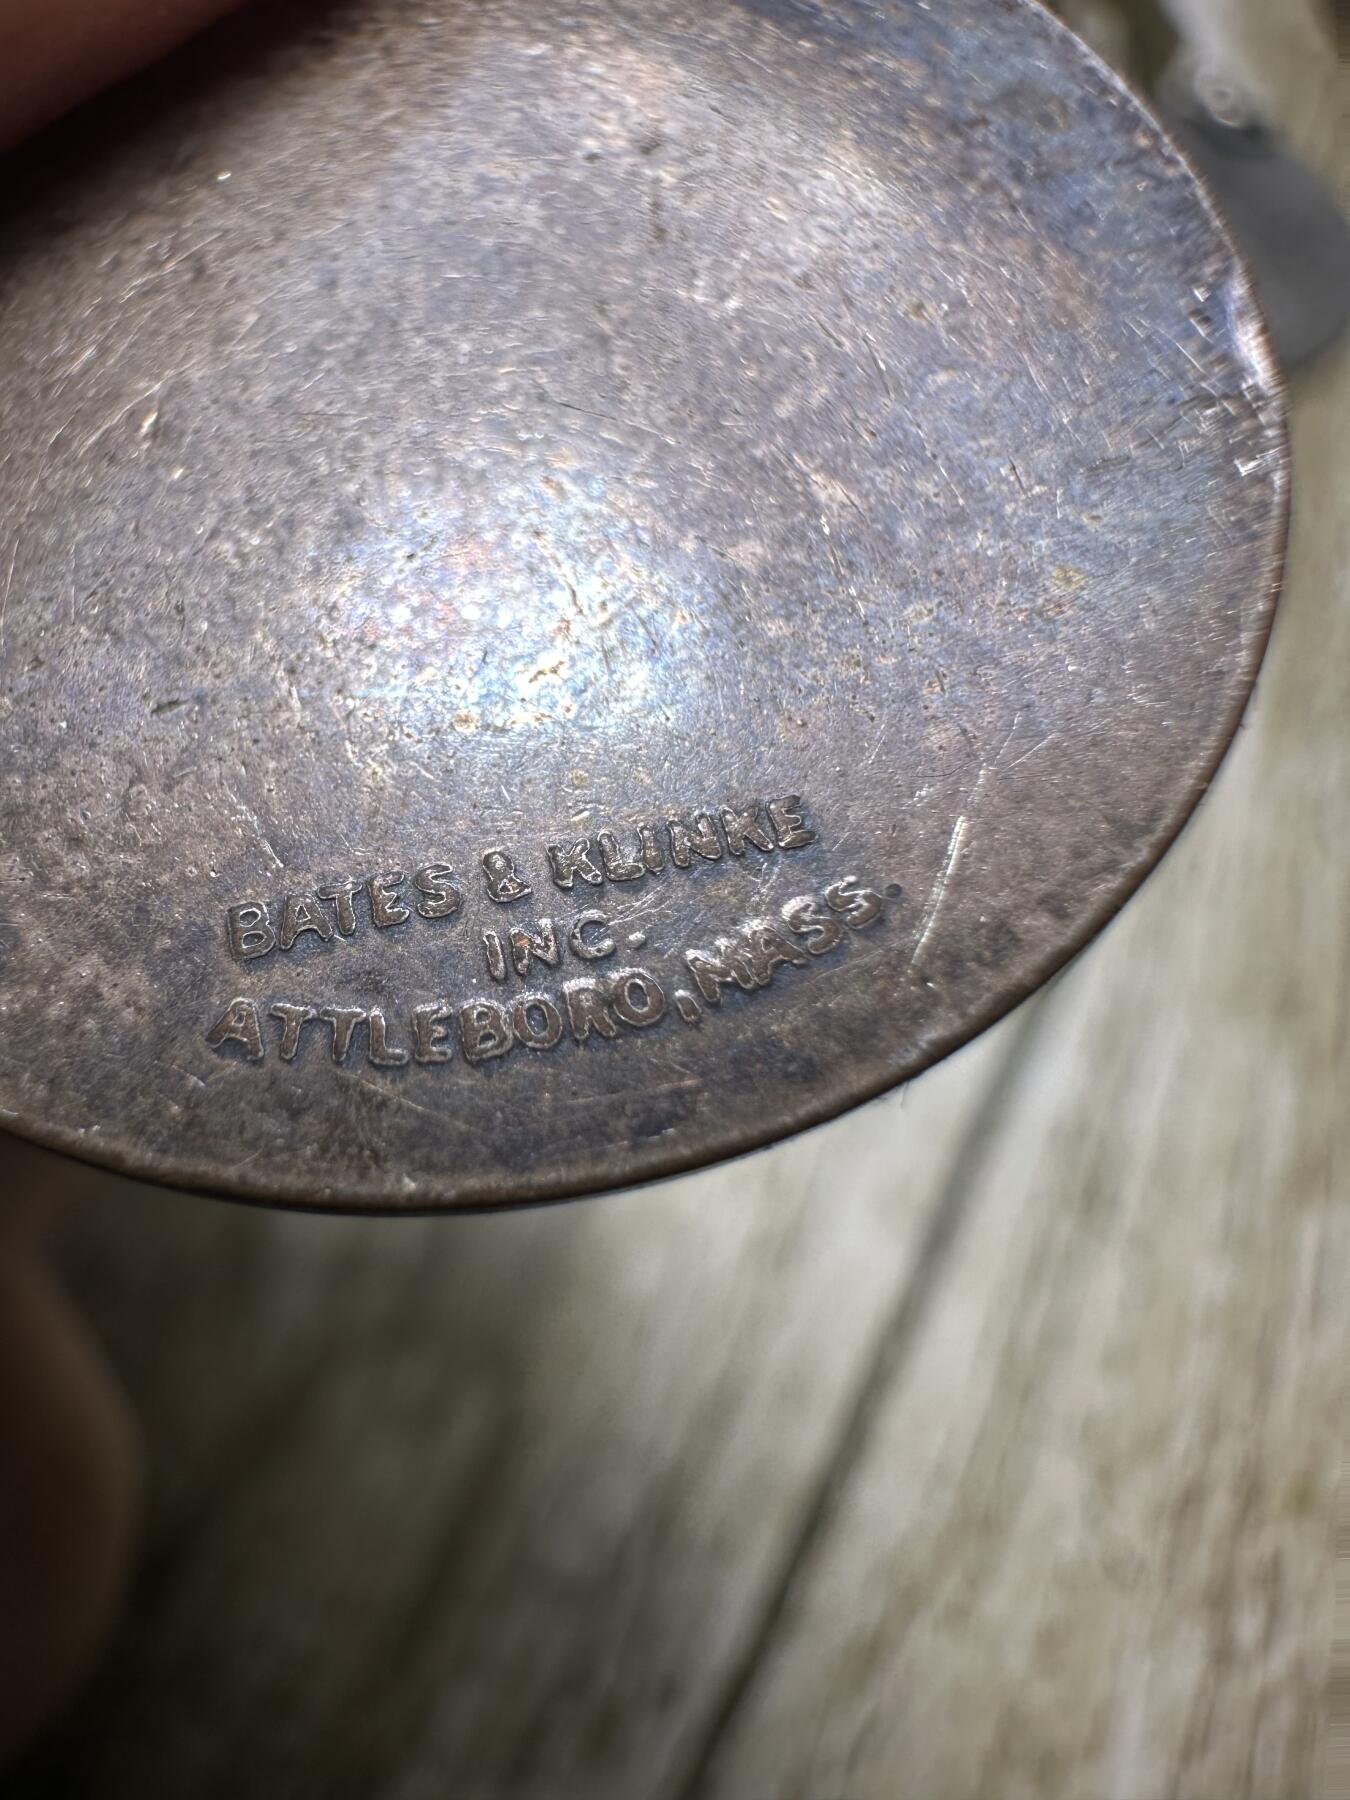 BATES & KLINKE
INC.
ATTLEBORO, MASS.